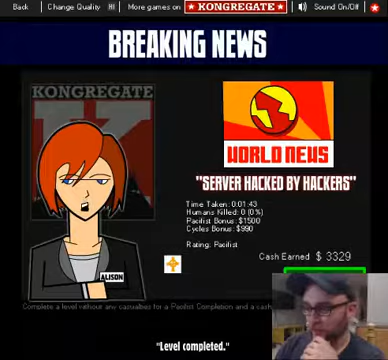 Back Change Quality HI More games on KONGREGATE Sound On/Off
BREAKING NEWS
KONGREGATE
WORLD NEWS
"SERVER HACKED BY HACKERS"
Time Taken: 0:01:43
Humans Killed: 0 (0%)
Pacifist Bonus: $1500
Cycles Bonus: $990
Rating: Pacifist
Cash Earned $ 3329
ALISON
Complete a level without any casualties for a Pacifist Completion and a cash
"Level completed."